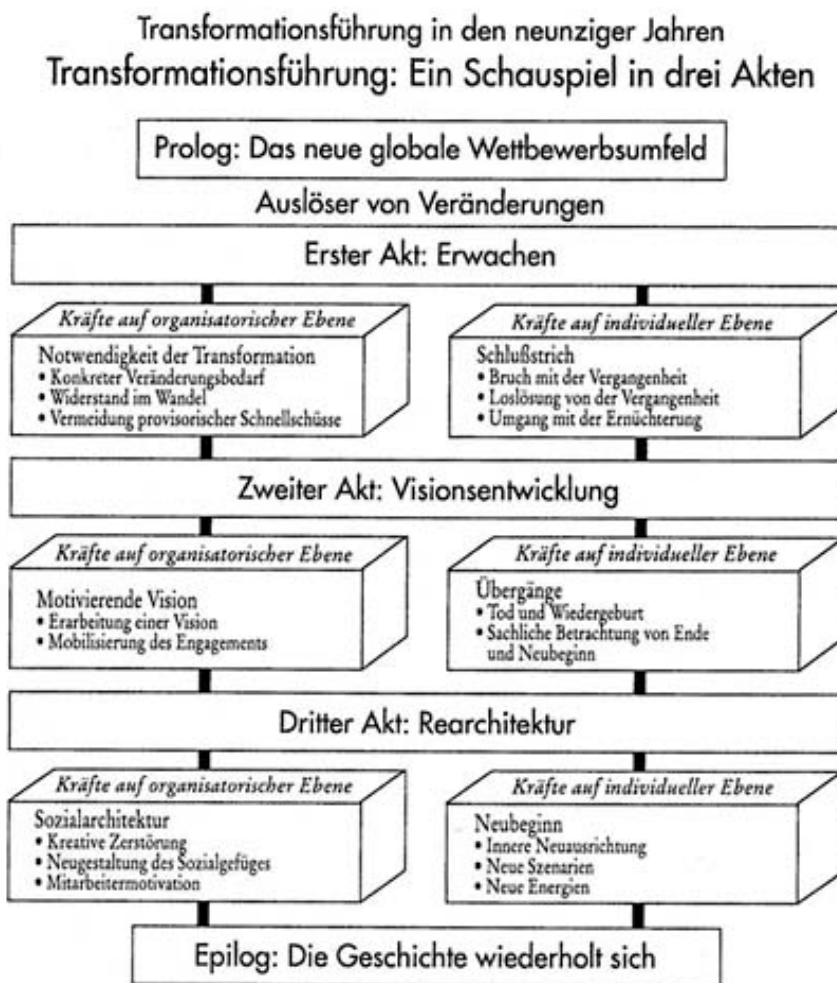 Transformationsführung in den neunziger Jahren
Transformationsführung: Ein Schauspiel in drei Akten
Prolog: Das neue globale Wettbewerbsumfeld
Auslöser von Veränderungen
Erster Akt: Erwachen
Kräfte auf organisatorischer Ebene
Notwendigkeit der Transformation
• Konkreter Veränderungsbedarf
• Widerstand im Wandel
• Vermeidung provisorischer Schnellschüsse
Kräfte auf individueller Ebene
Schlußstrich
• Bruch mit der Vergangenheit
• Loslösung von der Vergangenheit
• Umgang mit der Ernüchterung
Zweiter Akt: Visionsentwicklung
Kräfte auf organisatorischer Ebene
Motivierende Vision
• Erarbeitung einer Vision
• Mobilisierung des Engagements
Kräfte auf individueller Ebene
Übergänge
• Tod und Wiedergeburt
• Sachliche Betrachtung von Ende
und Neubeginn
Dritter Akt: Rearchitektur
Kräfte auf organisatorischer Ebene
Sozialarchitektur
• Kreative Zerstörung
• Neugestaltung des Sozialgefüges
• Mitarbeitermotivation
Kräfte auf individueller Ebene
Neubeginn
• Innere Neuausrichtung
• Neue Szenarien
• Neue Energien
Epilog: Die Geschichte wiederholt sich